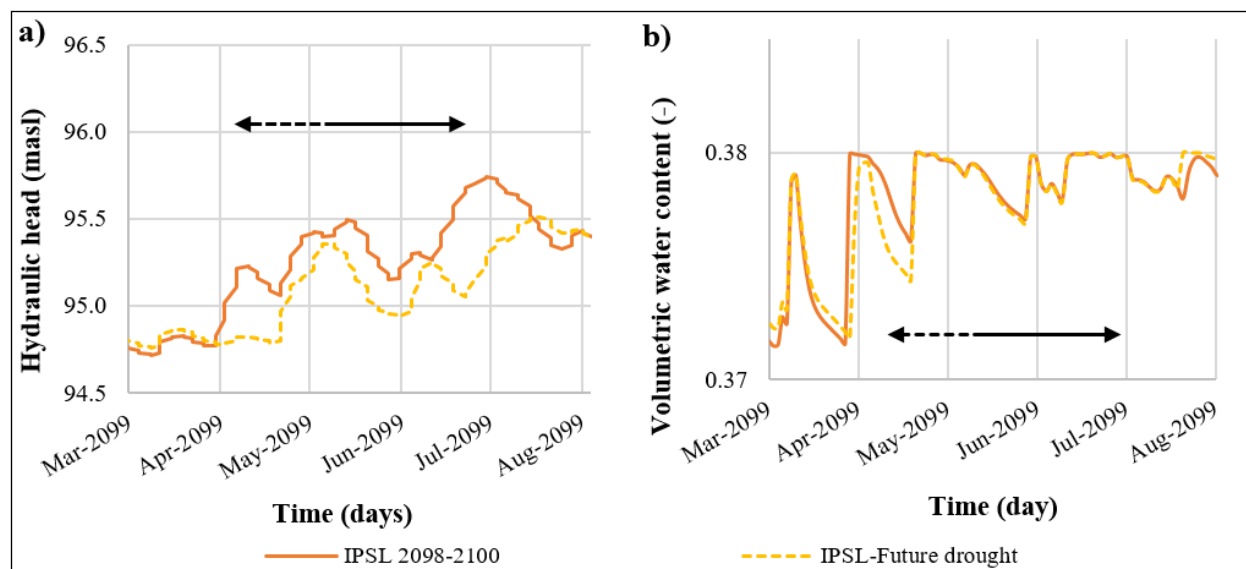 a)
Hydraulic head (masl)
96.5
96.0
95.5
95.0
94.5
Mar-2099
Apr-2099
May-2099
Jun-2099
Jul-2099
Aug-2099
Time (days)
b)
Volumetric water content (-)
0.38
0.37
Mar-2099
Apr-2099
May-2099
Jun-2099
Jul-2099
Aug-2099
Time (day)
IPSL 2098-2100
IPSL-Future drought